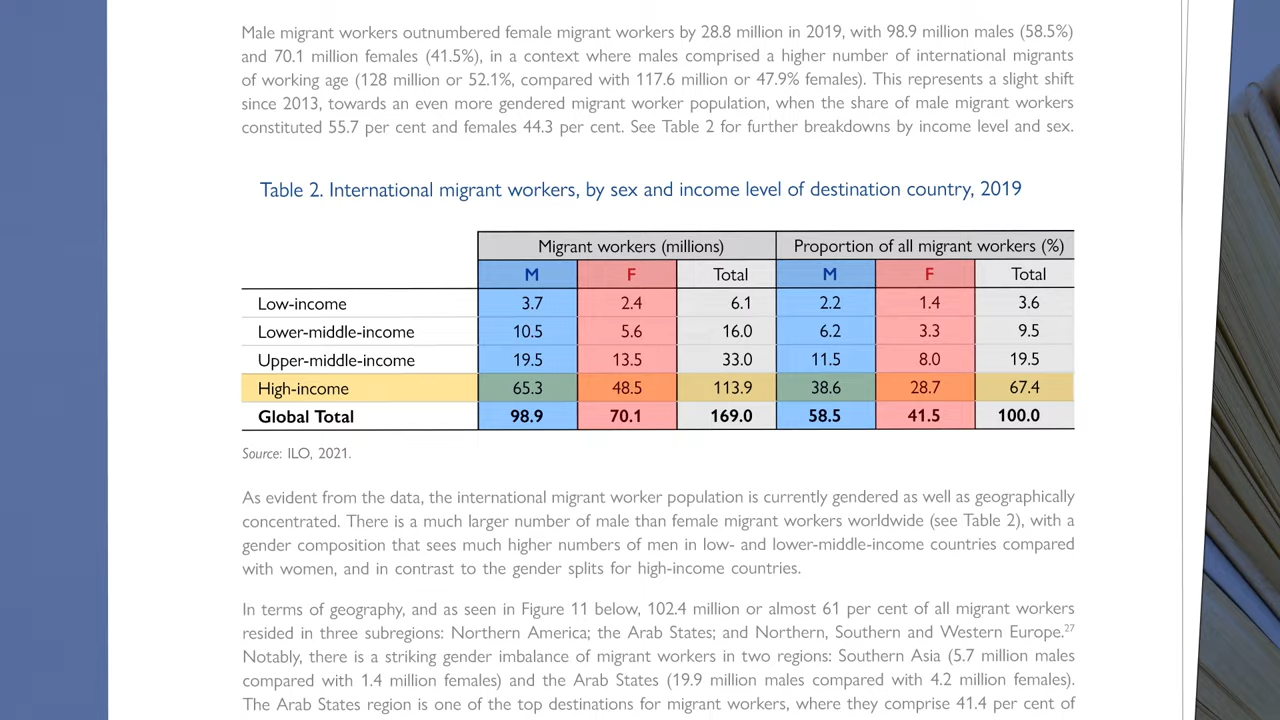 Male migrant workers outnumbered female migrant workers by 28.8 million in 2019, with 98.9 million males (58.5%)
and 70.1 million females (41.5%), in a context where males comprised a higher number of international migrants
of working age (128 million or 52.1%, compared with 117.6 million or 47.9% females). This represents a slight shift
since 2013, towards an even more gendered migrant worker population, when the share of male migrant workers
constituted 55.7 per cent and females 44.3 per cent. See Table 2 for further breakdowns by income level and sex.
Table 2. International migrant workers, by sex and income level of destination country, 2019
Migrant workers (millions) Proportion of all migrant workers (%)
M F Total M F Total
Low-income 3.7 2.4 6.1 2.2 1.4 3.6
Lower-middle-income 10.5 5.6 16.0 6.2 3.3 9.5
Upper-middle-income 19.5 13.5 33.0 11.5 8.0 19.5
High-income 65.3 48.5 113.9 38.6 28.7 67.4
Global Total 98.9 70.1 169.0 58.5 41.5 100.0
Source: ILO, 2021.
As evident from the data, the international migrant worker population is currently gendered as well as geographically
concentrated. There is a much larger number of male than female migrant workers worldwide (see Table 2), with a
gender composition that sees much higher numbers of men in low- and lower-middle-income countries compared
with women, and in contrast to the gender splits for high-income countries.
In terms of geography, and as seen in Figure 11 below, 102.4 million or almost 61 per cent of all migrant workers
resided in three subregions: Northern America; the Arab States; and Northern, Southern and Western Europe.27
Notably, there is a striking gender imbalance of migrant workers in two regions: Southern Asia (5.7 million males
compared with 1.4 million females) and the Arab States (19.9 million males compared with 4.2 million females).
The Arab States region is one of the top destinations for migrant workers, where they comprise 41.4 per cent of